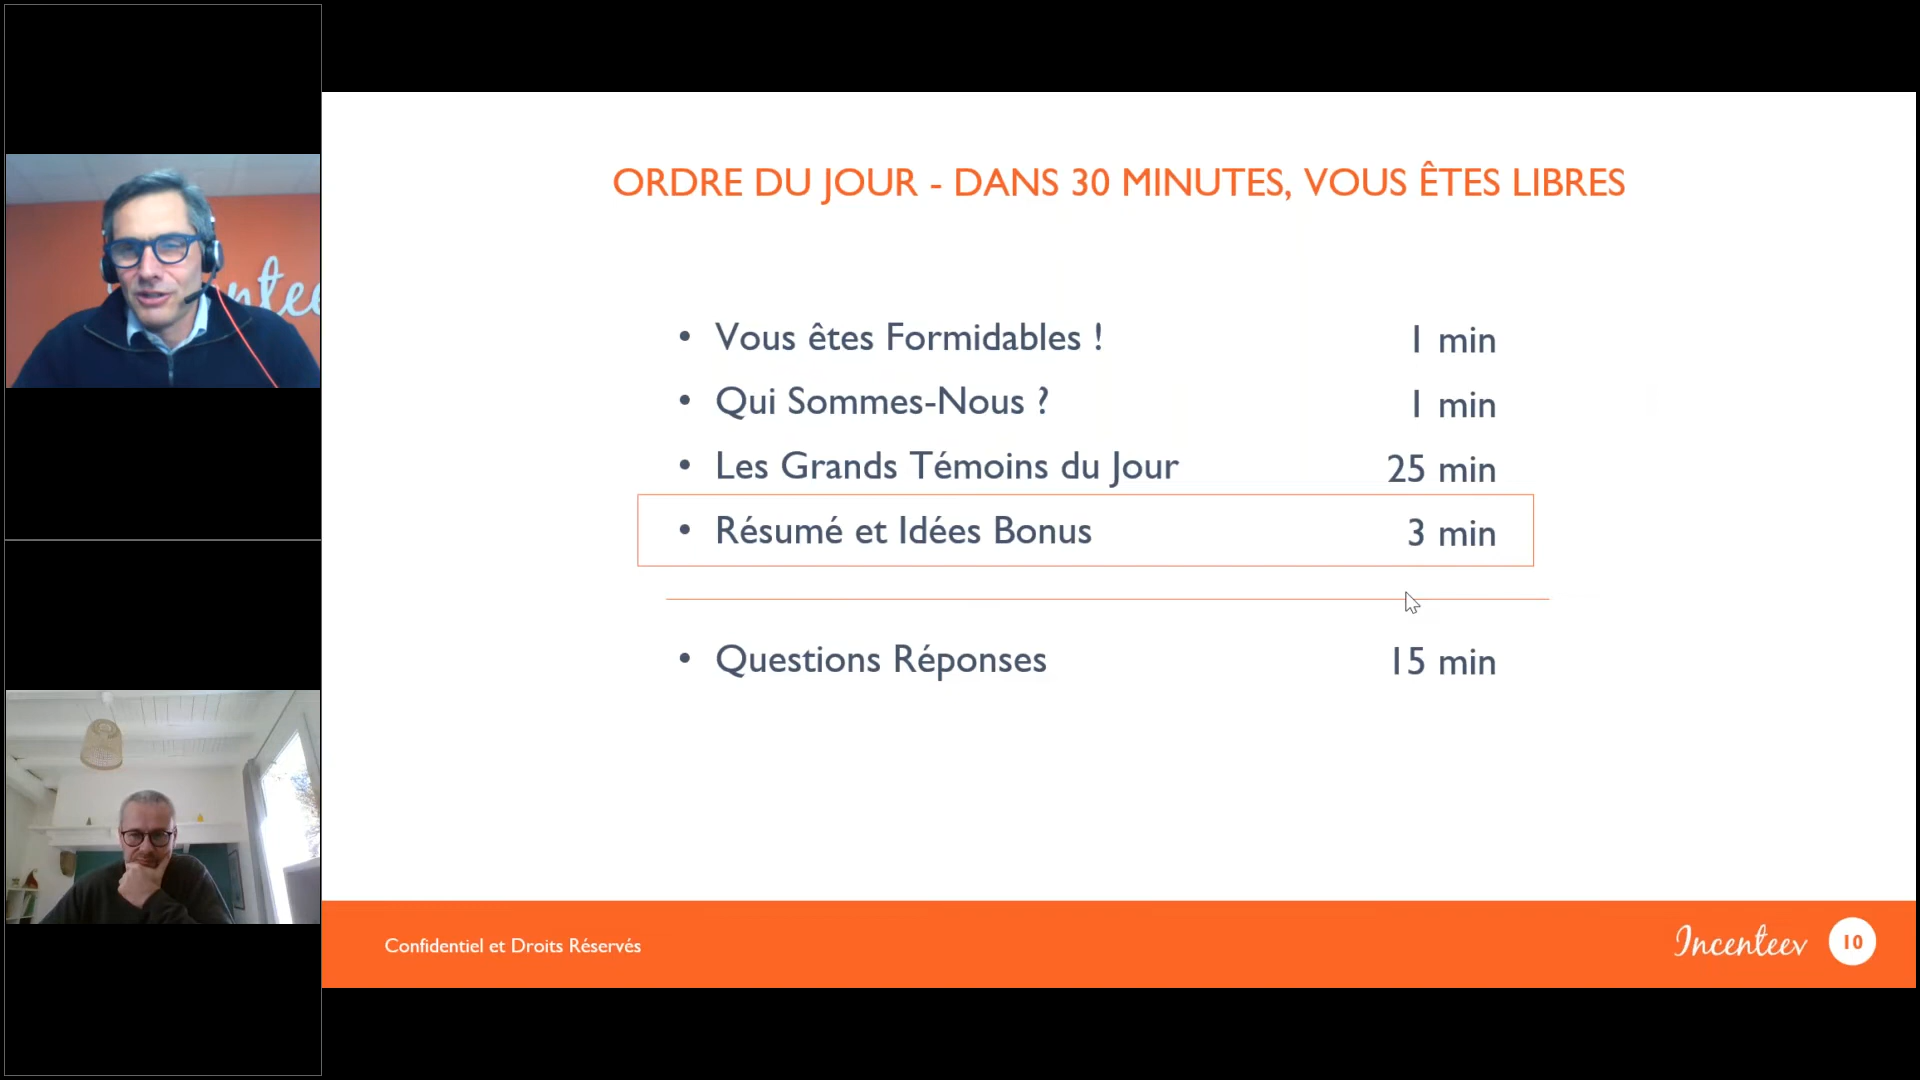 ORDRE DU JOUR - DANS 30 MINUTES, VOUS ÊTES LIBRES
• Vous êtes Formidables ! 1 min
• Qui Sommes-Nous ? 1 min
• Les Grands Témoins du Jour 25 min
• Résumé et Idées Bonus 3 min
• Questions Réponses 15 min
Confidentiel et Droits Réservés
Incenteev
10